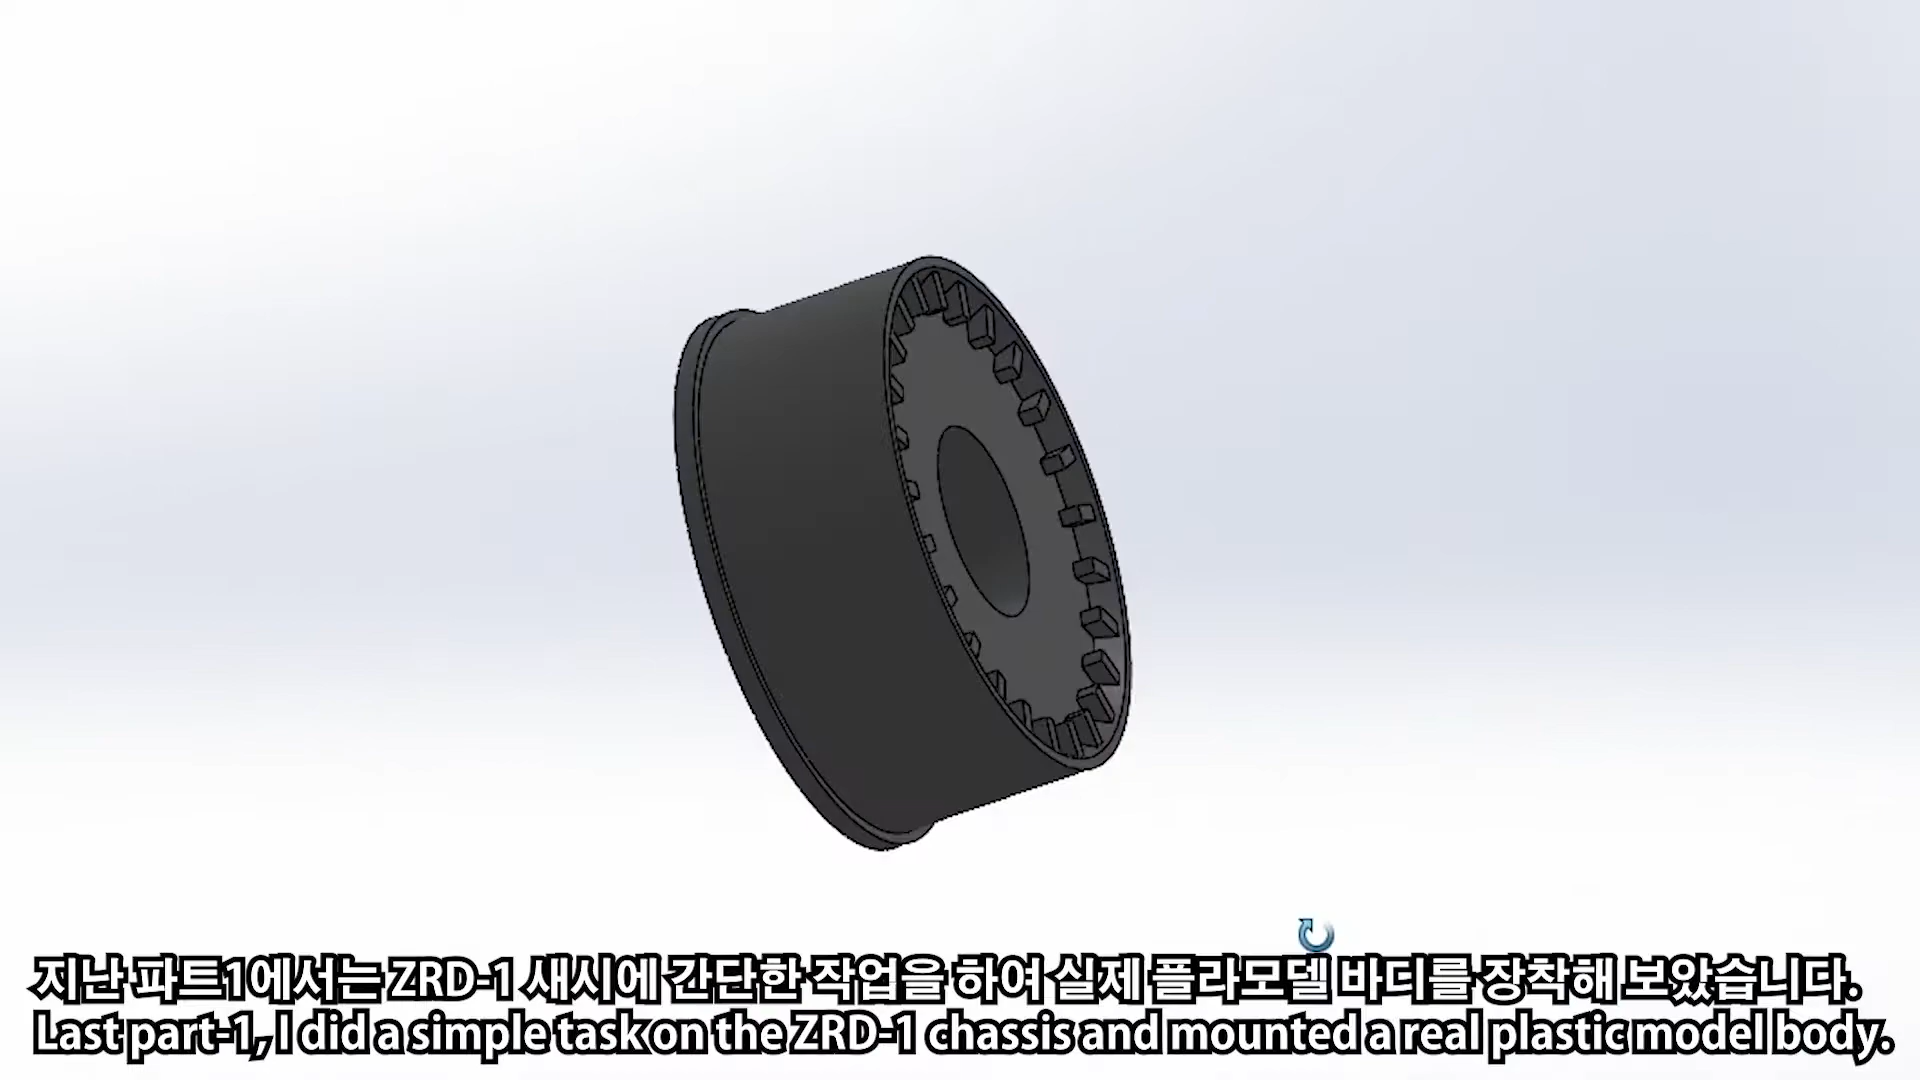 지난 파트1에서는 ZRD-1 새시에 간단한 작업을 하여 실제 플라모델 바디를 장착해 보았습니다.
Last part-1, I did a simple task on the ZRD-1 chassis and mounted a real plastic model body.